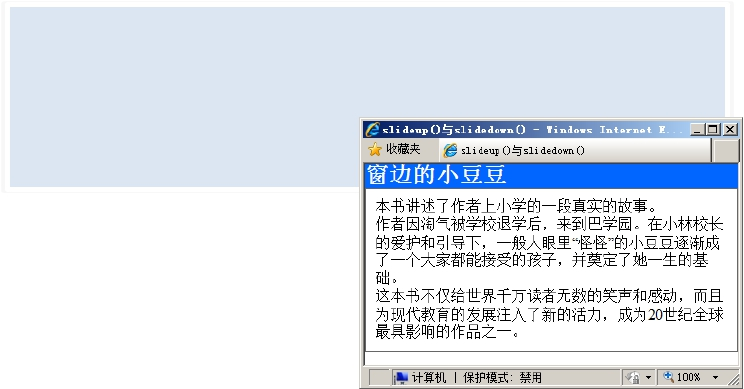 slideup()与slidedown() - Windows Internet E...
收藏夹
slideup()与slidedown()
窗边的小豆豆
本书讲述了作者上小学的一段真实的故事。
作者因淘气被学校退学后，来到巴学园。在小林校长
的爱护和引导下，一般人眼里“怪怪”的小豆豆逐渐成
了一个大家都能接受的孩子，并奠定了她一生的基
础。
这本书不仅给世界千万读者无数的笑声和感动，而且
为现代教育的发展注入了新的活力，成为20世纪全球
最具影响的作品之一。
计算机 | 保护模式: 禁用
100%